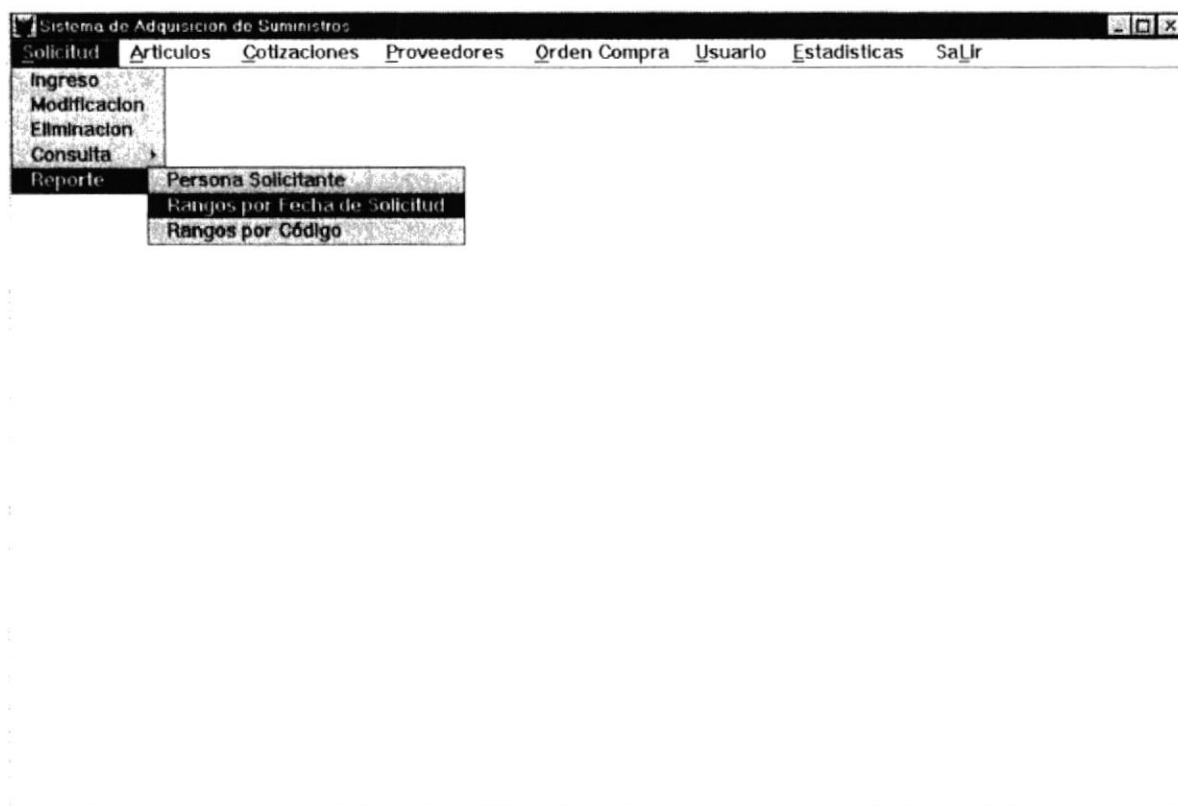 Sistema de Adquisicion de Suministros
Solicitud Articulos Cotizaciones Proveedores Orden Compra Usuario Estadisticas SaLir
Ingreso
Modificacion
Eliminacion
Consulta
Reporte
Persona Solicitante
Rangos por Fecha de Solicitud
Rangos por Código